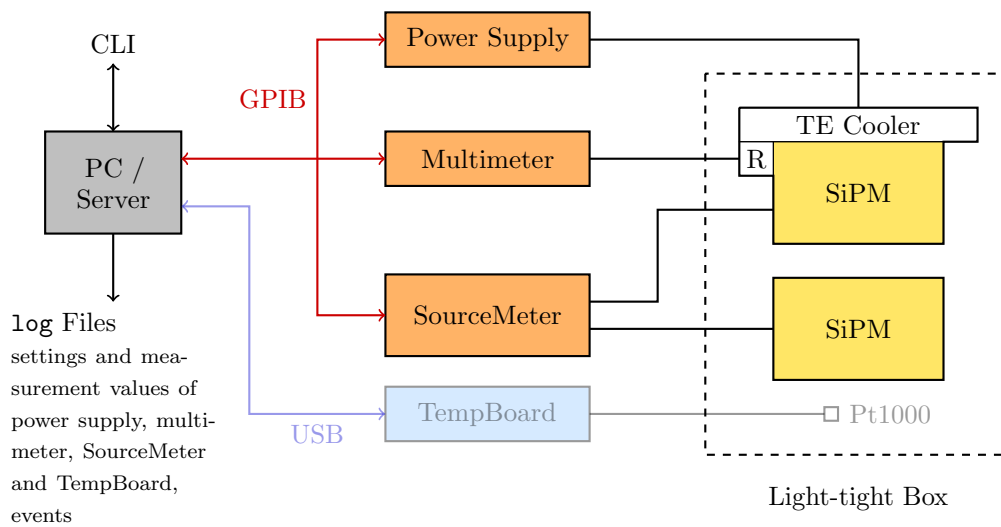 CLI
Power Supply
GPIB
TE Cooler
PC /
Server
Multimeter
R
SiPM
SourceMeter
SiPM
log Files
settings and mea-
surement values of
power supply, multi-
meter, SourceMeter
and TempBoard,
events
TempBoard
USB
Pt1000
Light-tight Box